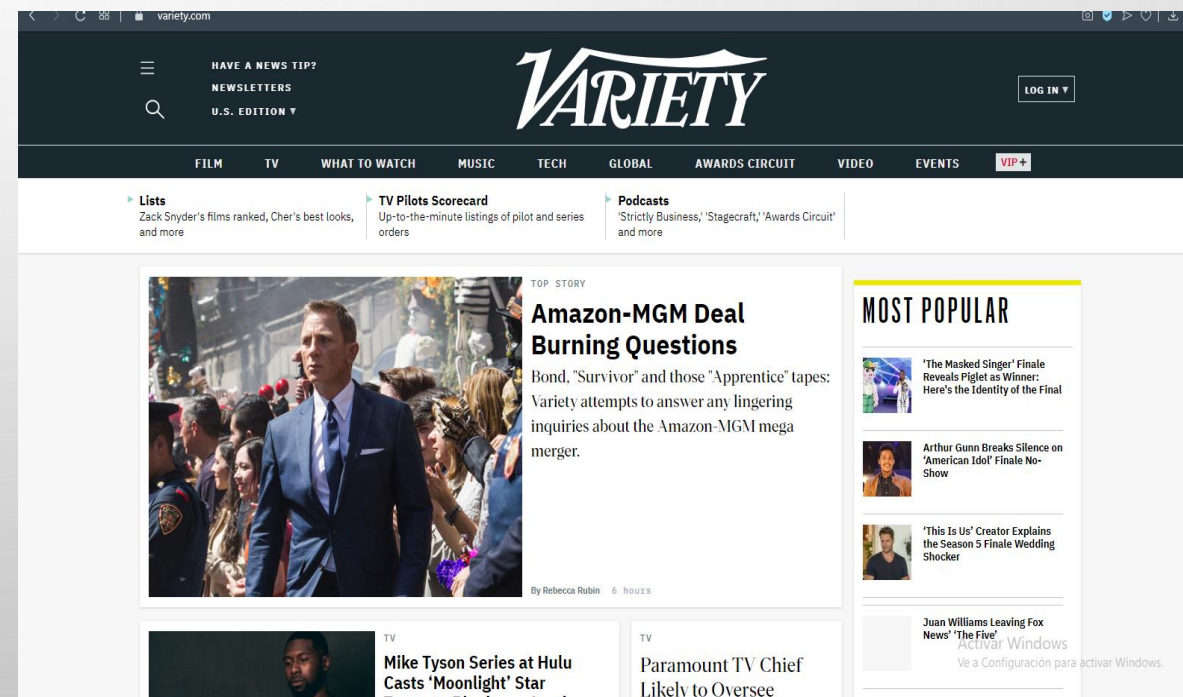 variety.com
HAVE A NEWS TIP?
NEWSLETTERS
U.S. EDITION ▼
VARIETY
LOG IN ▼
FILM TV WHAT TO WATCH MUSIC TECH GLOBAL AWARDS CIRCUIT VIDEO EVENTS VIP+
Lists
Zack Snyder's films ranked, Cher's best looks,
and more
TV Pilots Scorecard
Up-to-the-minute listings of pilot and series
orders
Podcasts
'Strictly Business,' 'Stagecraft,' 'Awards Circuit'
and more
TOP STORY
Amazon-MGM Deal
Burning Questions
Bond, "Survivor" and those "Apprentice" tapes:
Variety attempts to answer any lingering
inquiries about the Amazon-MGM mega
merger.
By Rebecca Rubin 6 hours
MOST POPULAR
'The Masked Singer' Finale
Reveals Piglet as Winner:
Here's the Identity of the Final
Arthur Gunn Breaks Silence on
'American Idol' Finale No-
Show
'This Is Us' Creator Explains
the Season 5 Finale Wedding
Shocker
Juan Williams Leaving Fox
News' 'The Five'
TV
Mike Tyson Series at Hulu
Casts 'Moonlight' Star
TV
Paramount TV Chief
Likely to Oversee
Activar Windows
Ve a Configuración para activar Windows.